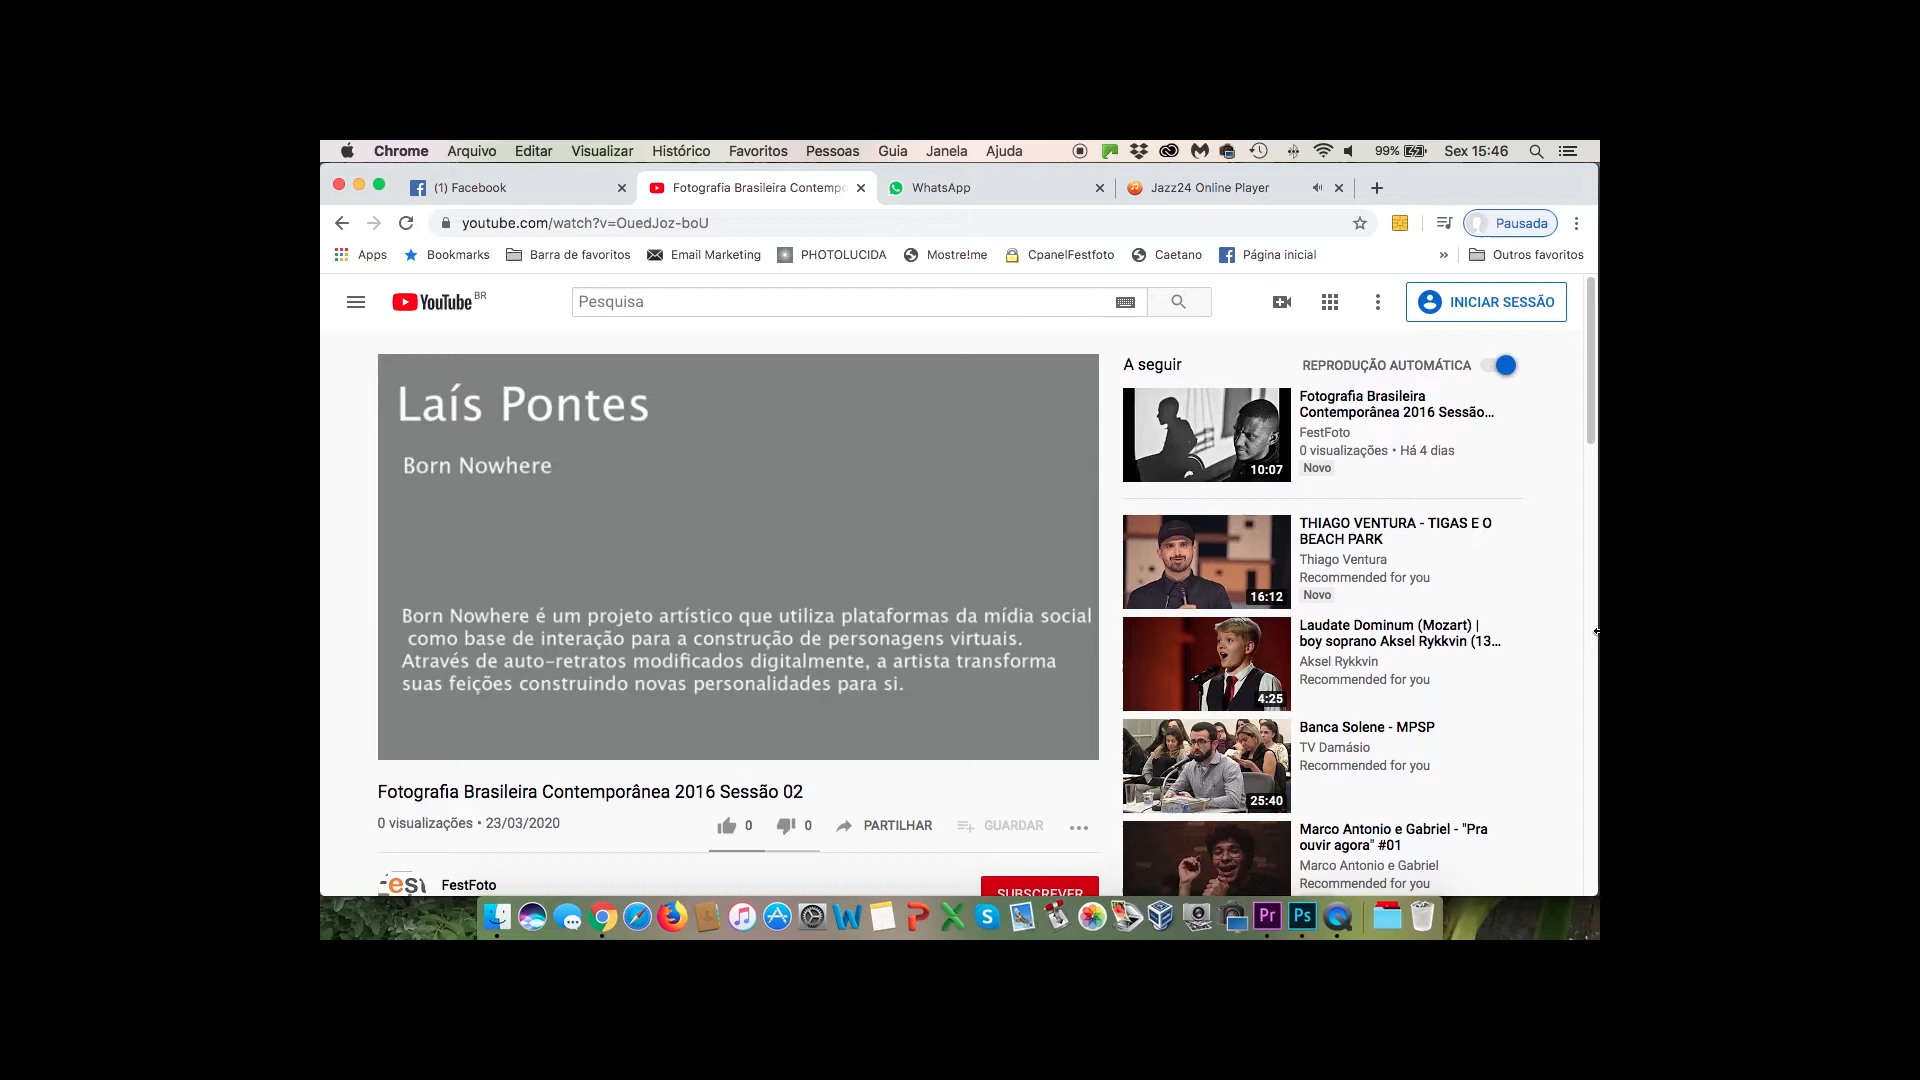 Chrome Arquivo Editar Visualizar Histórico Favoritos Pessoas Guia Janela Ajuda 99% Sex 15:46
(1) Facebook Fotografia Brasileira Contempo WhatsApp Jazz24 Online Player
youtube.com/watch?v=OuedJoz-boU Pausada
Apps Bookmarks Barra de favoritos Email Marketing PHOTOLUCIDA Mostre!me CpanelFestfoto Caetano Página inicial » Outros favoritos
YouTube BR Pesquisa INICIAR SESSÃO
Laís Pontes
Born Nowhere
Born Nowhere é um projeto artístico que utiliza plataformas da mídia social
como base de interação para a construção de personagens virtuais.
Através de auto-retratos modificados digitalmente, a artista transforma
suas feições construindo novas personalidades para si.
Fotografia Brasileira Contemporânea 2016 Sessão 02
0 visualizações • 23/03/2020
0 0 PARTILHAR GUARDAR
FestFoto
SUBSCREVER
A seguir REPRODUÇÃO AUTOMÁTICA
10:07
Fotografia Brasileira
Contemporânea 2016 Sessão...
FestFoto
0 visualizações • Há 4 dias
Novo
16:12
THIAGO VENTURA - TIGAS E O
BEACH PARK
Thiago Ventura
Recommended for you
Novo
4:25
Laudate Dominum (Mozart) |
boy soprano Aksel Rykkvin (13...
Aksel Rykkvin
Recommended for you
25:40
Banca Solene - MPSP
TV Damásio
Recommended for you
Marco Antonio e Gabriel - "Pra
ouvir agora" #01
Marco Antonio e Gabriel
Recommended for you
Pr Ps